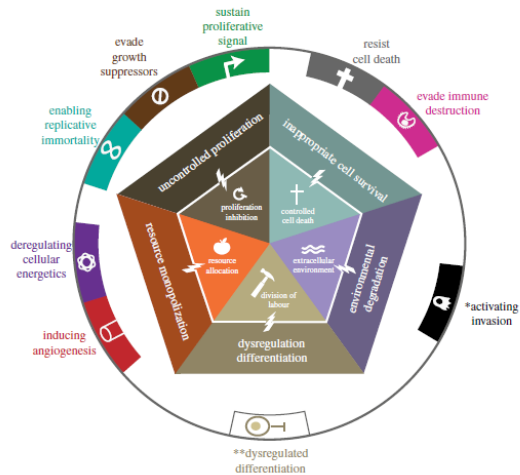 sustain
proliferative
signal
evade
growth
suppressors
resist
cell death
evade immune
destruction
enabling
replicative
immortality
uncontrolled proliferation
inappropriate cell survival
proliferation
inhibition
controlled
cell death
deregulating
cellular
energetics
resource monopolization
resource
allocation
extracellular
environment
environmental
degradation
division of
labour
*activating
invasion
inducing
angiogenesis
dysregulation
differentiation
**dysregulated
differentiation